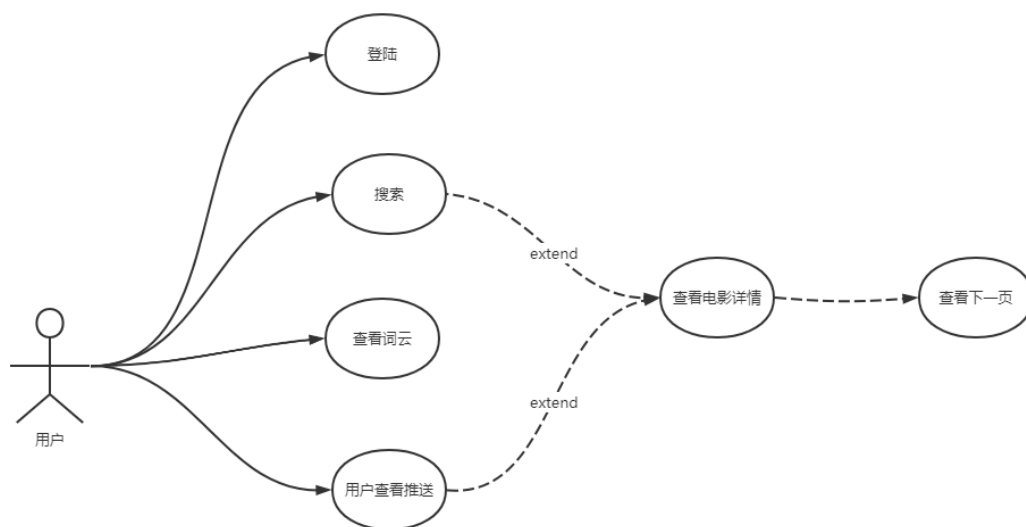 登陆
搜索
extend
查看电影详情
查看下一页
查看词云
extend
用户
用户查看推送